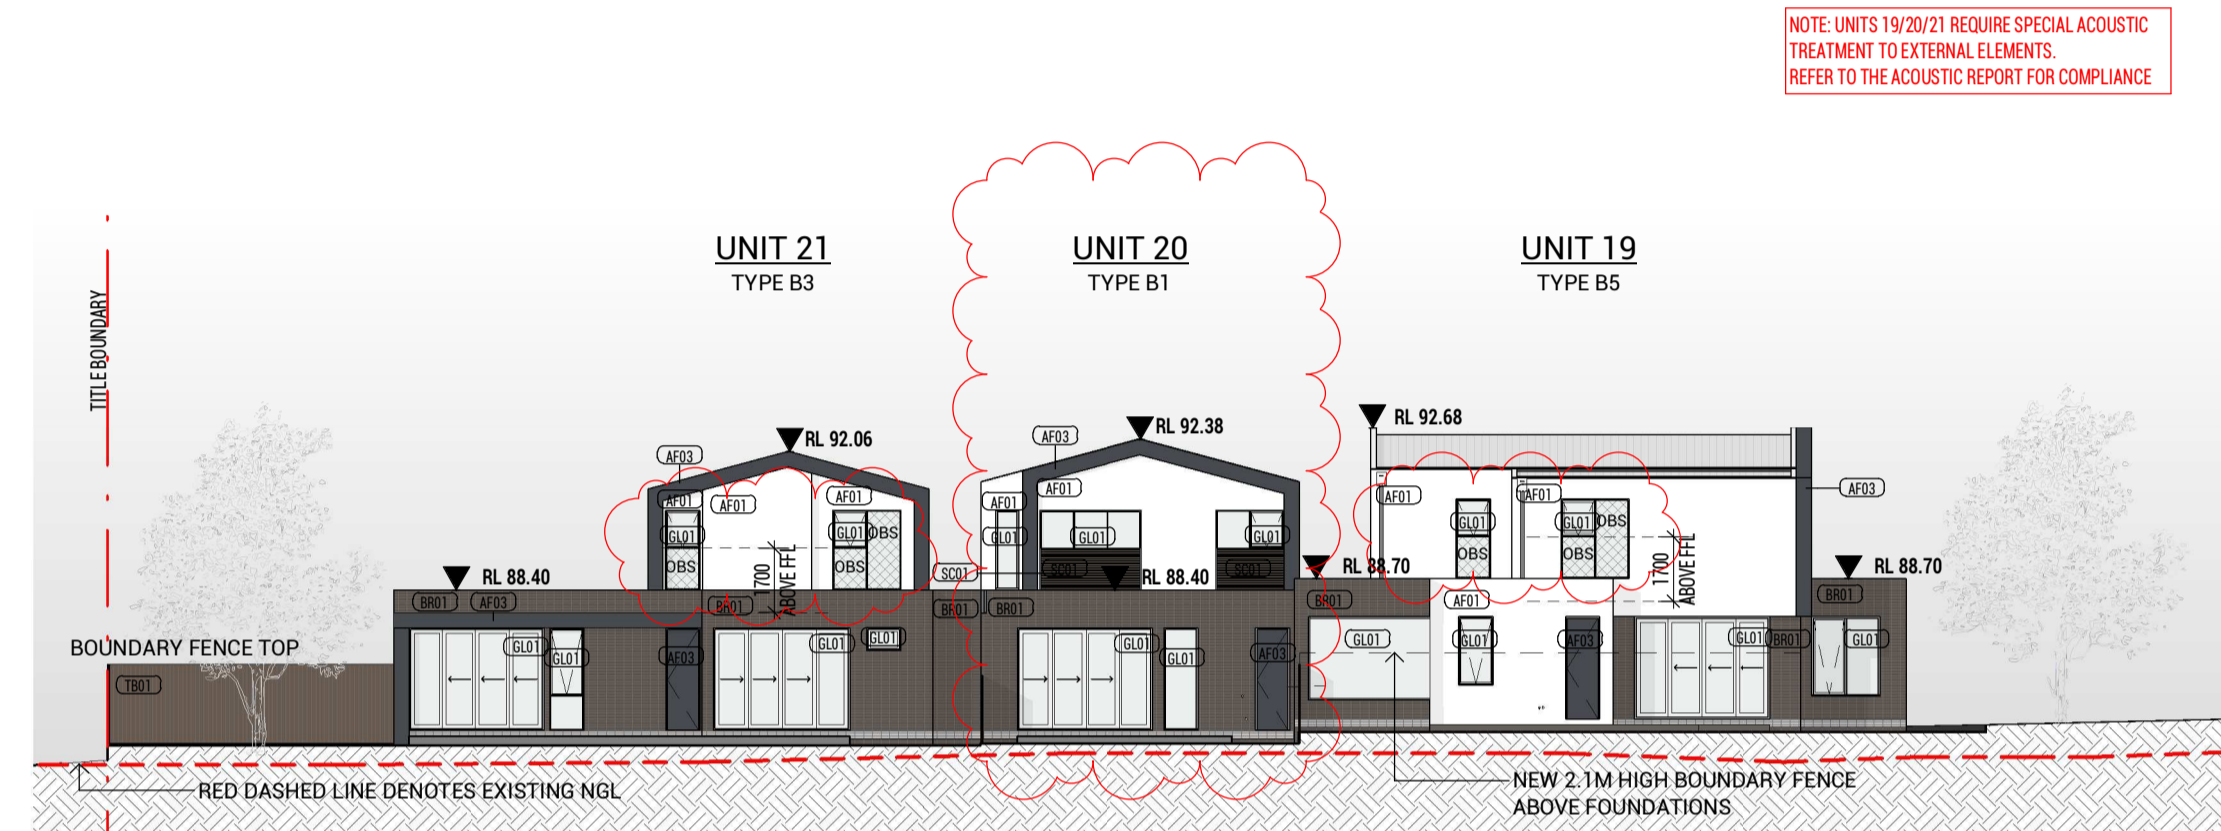 NOTE: UNITS 19/20/21 REQUIRE SPECIAL ACOUSTIC
TREATMENT TO EXTERNAL ELEMENTS.
REFER TO THE ACOUSTIC REPORT FOR COMPLIANCE
UNIT 21
TYPE B3
UNIT 20
TYPE B1
UNIT 19
TYPE B5
TITLE BOUNDARY
RL 92.06
RL 92.38
RL 92.68
AF03
AF03
AF03
AF01
AF01
AF01
AF01
AF01
AF01
AF01
GL01
GL01
OBS
GL01
GL01
GL01
GL01
GL01
OBS
OBS
OBS
OBS
OBS
1700
ABOVE FFL
1700
ABOVE FFL
SC01
SC01
SC01
RL 88.40
RL 88.40
RL 88.70
RL 88.70
BR01
AF03
BR01
BR01
BR01
BR01
AF01
BR01
GL01
GL01
AF03
GL01
GL01
GL01
GL01
AF03
GL01
GL01
AF03
GL01
BR01
GL01
BOUNDARY FENCE TOP
TB01
RED DASHED LINE DENOTES EXISTING NGL
NEW 2.1M HIGH BOUNDARY FENCE
ABOVE FOUNDATIONS